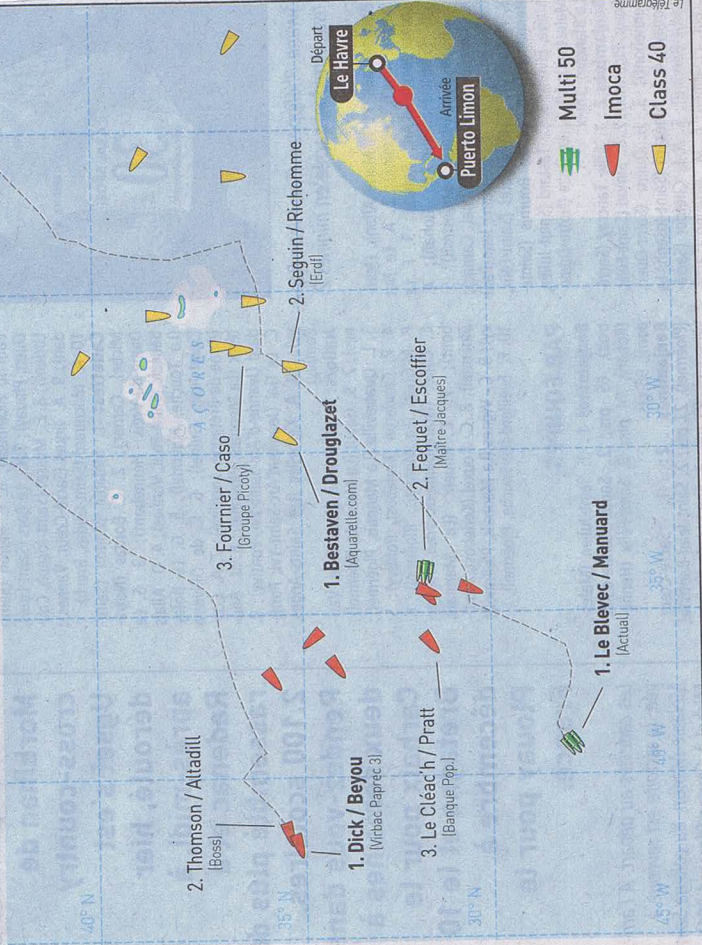 Départ
Le Havre
Arrivée
Puerto Limon
Multi 50
Imoca
Class 40
Le Télégramme
2. Seguin / Richomme
(Erdf)
AÇORES
3. Fournier / Caso
(Groupe Picoty)
1. Bestaven / Drouglazet
(Aquarelle.com)
2. Fequet / Escoffier
(Maître Jacques)
1. Le Blevec / Manuard
(Actual)
2. Thomson / Altadill
(Boss)
1. Dick / Beyou
(Virbac Paprec 3)
3. Le Cléac'h / Pratt
(Banque Pop.)
40° N
35° N
30° N
30° W
35° W
40° W
45° W